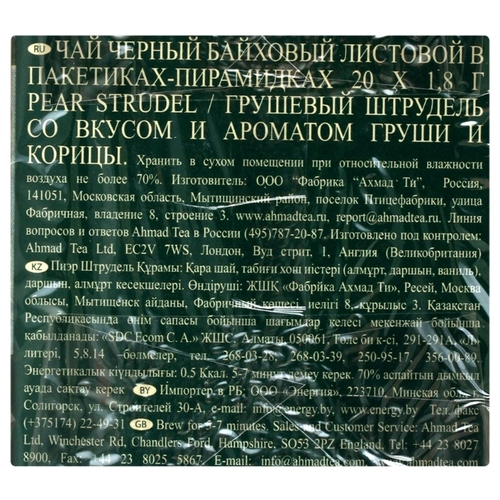 RU ЧАЙ ЧЕРНЫЙ БАЙХОВЫЙ ЛИСТОВОЙ В
ПАКЕТИКАХ-ПИРАМИДКАХ 20 Х 1,8 Г
PEAR STRUDEL / ГРУШЕВЫЙ ШТРУДЕЛЬ
СО ВКУСОМ И АРОМАТОМ ГРУШИ И
КОРИЦЫ. Хранить в сухом помещении при относительной влажности
воздуха не более 70%. Изготовитель: ООО “Фабрика “Ахмад Ти”, Россия,
141051, Московская область, Мытищинский район, поселок Птицефабрики, улица
Фабричная, владение 8, строение 3. www.ahmadtea.ru, report@ahmadtea.ru. Линия
вопросов и ответов Ahmad Tea в России (495)787-20-87. Изготовлено под контролем:
Ahmad Tea Ltd, EC2V 7WS, Лондон, Вуд стрит, 1, Англия (Великобритания)
KZ Пиэр Штрудель Құрамы: Қара шай, табиғи хош иістері (алмұрт, даршын, ваниль),
даршын, алмұрт кесекшелері. Өндіруші: ЖШҚ «Фабрика Ахмад Ти», Ресей, Москва
облысы, Мытищенск айданы, Фабричный көшесі, иелігі 8, құрылыс 3. Қазақстан
Республикасында өнім сапасы бойынша шағымдар келесі мекенжай бойынша
қабылданады: «SDC Ecom C. A.» ЖШС, Алматы, 050061, Төле би к-сі, 291-291А, «Л»
литері, 5,8,14 бөлмелер, тел. 268-03-28; 268-03-39, 250-95-17, 356-00-89.
Энергетикалык күндылығы: 0,5 Ққал. 5-7 минут демлеу керек. 70% аспайтын дымқыл
ауада сақтау керек BY Импортер в РБ: ООО «Онергия», 223710, Минская обл., г.
Солигорск, ул. Строителей 30-А, e-mail: info@energy.by, www.energy.by Тел./факс
(+375174) 22-49-31 GB Brew for 5-7 minutes. Sales and Customer Service: Ahmad Tea
Ltd, Winchester Rd, Chandlers Ford, Hampshire, SO53 2PZ England, Tel: +44 23 8027
8900, Fax: +44 23 8025 5867, E-mail: info@ahmadtea.com www.ahmadtea.com